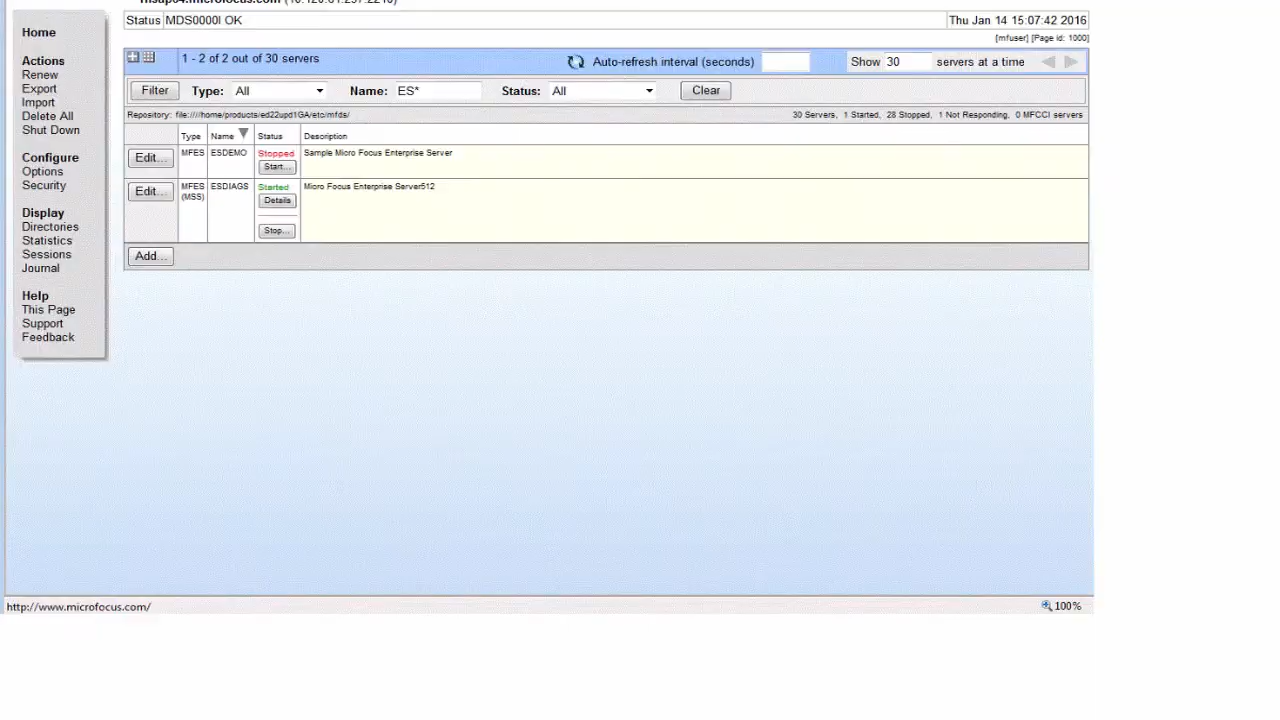 Status MDS0000I OK Thu Jan 14 15:07:42 2016
[mfuser] [Page id: 1000]
1 - 2 of 2 out of 30 servers Auto-refresh interval (seconds) Show 30 servers at a time
Filter Type: All Name: ES* Status: All Clear
Repository: file:////home/products/ed22upd1GA/etc/mfds/ 30 Servers, 1 Started, 28 Stopped, 1 Not Responding, 0 MFCCI servers
Type Name Status Description
Edit... MFES ESDEMO Stopped Sample Micro Focus Enterprise Server
Start...
Edit... MFES ESDIAGS Started Micro Focus Enterprise Server512
(MSS) Details
Stop...
Add...
Home
Actions
Renew
Export
Import
Delete All
Shut Down
Configure
Options
Security
Display
Directories
Statistics
Sessions
Journal
Help
This Page
Support
Feedback
http://www.microfocus.com/ 100%